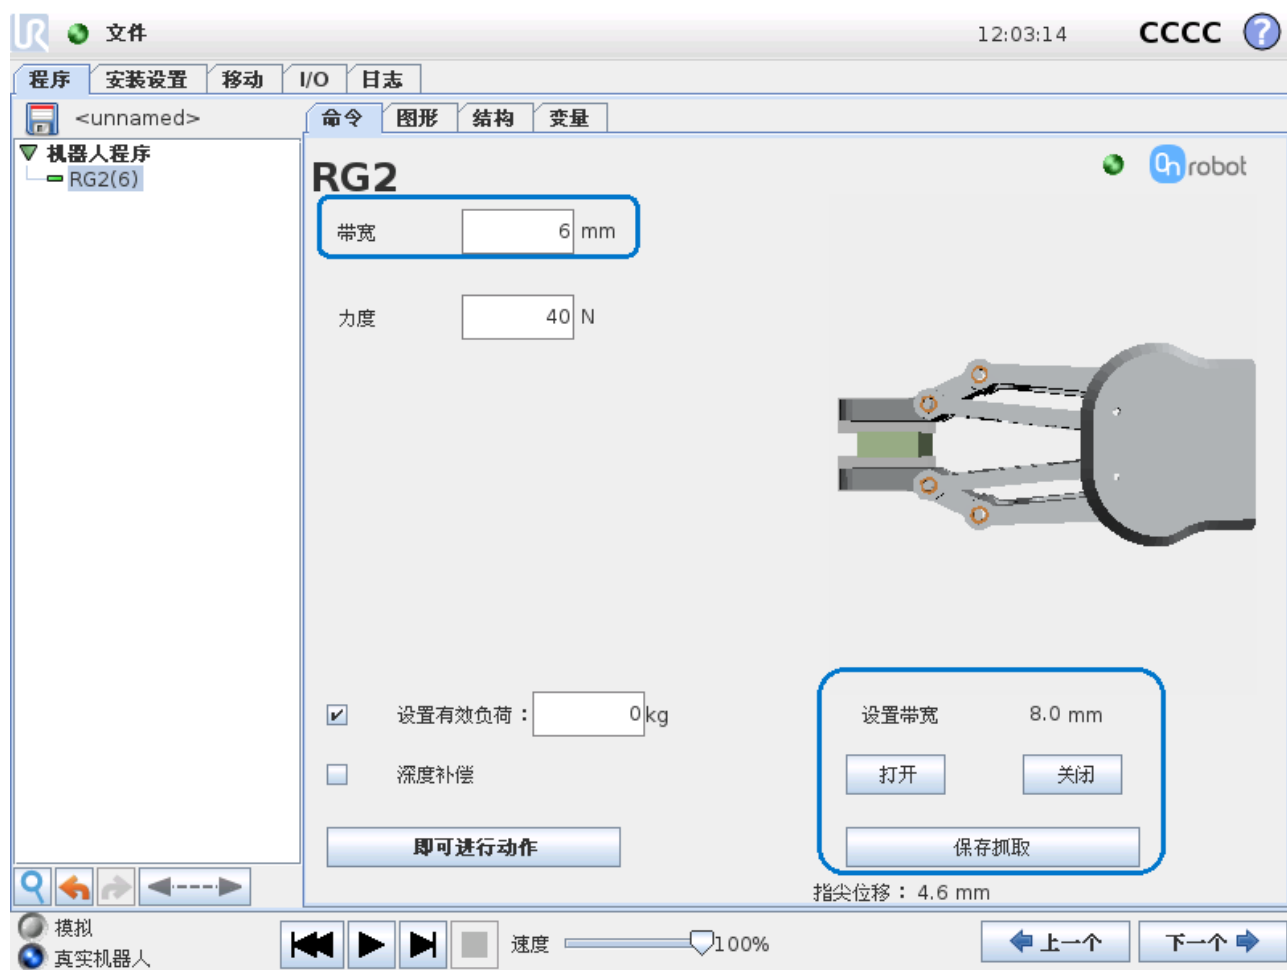 UR 文件 12:03:14 CCCC ?
程序 安装设置 移动 I/O 日志
<unnamed> 命令 图形 结构 变量
机器人程序
RG2(6)
RG2
On robot
带宽 6 mm
力度 40 N
设置有效负荷： 0 kg
设置带宽 8.0 mm
深度补偿
打开 关闭
即可进行动作
保存抓取
指尖位移： 4.6 mm
模拟
真实机器人
速度 100%
上一个 下一个